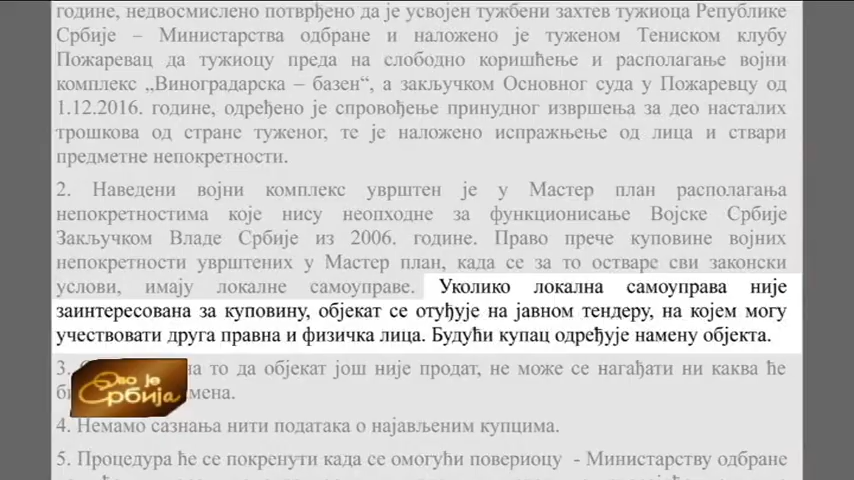 године, недвосмислено потврђено да је усвојен тужбени захтев тужиоца Републике
Србије – Министарства одбране и наложено је туженом Тениском клубу
Пожаревац да тужиоцу преда на слободно коришћење и располагање војни
комплекс „Виноградарска – базен“, а закључком Основног суда у Пожаревцу од
1.12.2016. године, одређено је спровођење принудног извршења за део насталих
трошкова од стране туженог, те је наложено испражњење од лица и ствари
предметне непокретности.
2. Наведени војни комплекс уврштен је у Мастер план располагања
непокретностима које нису неопходне за функционисање Војске Србије
Закључком Владе Србије из 2006. године. Право прече куповине војних
непокретности уврштених у Мастер план, када се за то остваре сви законски
услови, имају локалне самоуправе. Уколико локална самоуправа није
заинтересована за куповину, објекат се отуђује на јавном тендеру, на којем могу
учествовати друга правна и физичка лица. Будући купац одређује намену објекта.
3. на то да објекат још није продат, не може се нагађати ни каква ће
Ово је
Србија
4. Немамо сазнања нити података о најављеним купцима.
5. Процедура ће се покренути када се омогући повериоцу - Министарству одбране